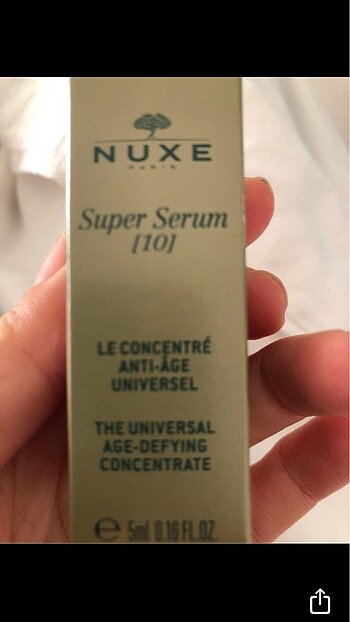 NUXE
PARIS
Super Serum
[10]
LE CONCENTRÉ
ANTI-ÂGE
UNIVERSEL
THE UNIVERSAL
AGE-DEFYING
CONCENTRATE
℮ 5ml 0.16 FL.OZ.